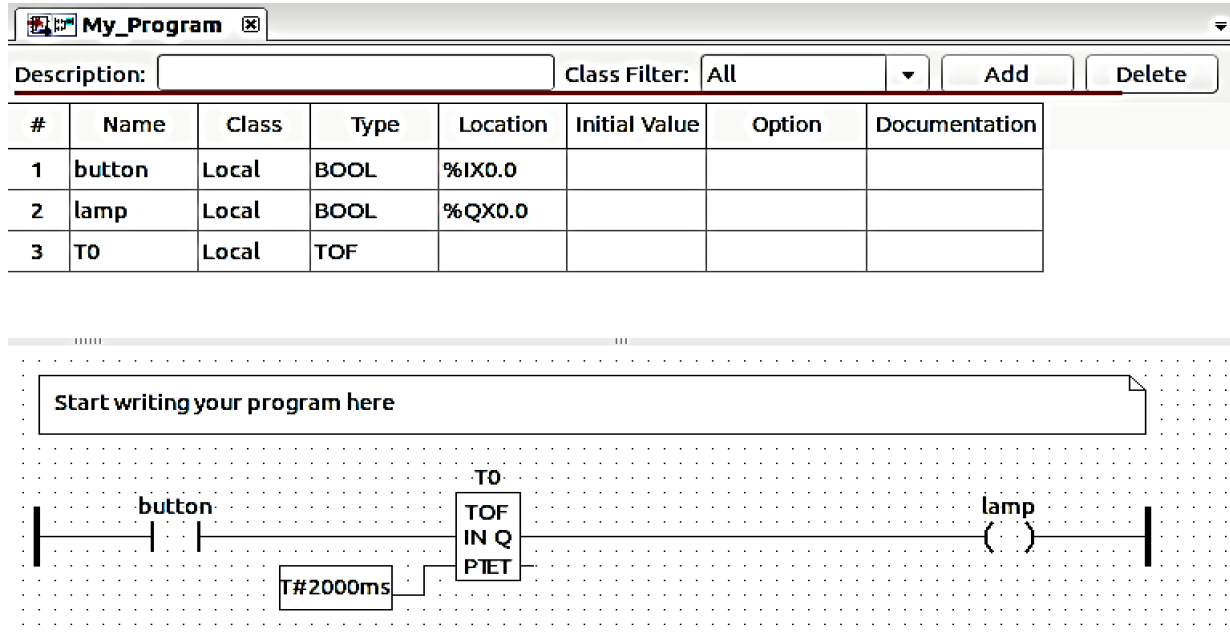 My_Program
Description: Class Filter: All Add Delete
# Name Class Type Location Initial Value Option Documentation
1 button Local BOOL %IX0.0
2 lamp Local BOOL %QX0.0
3 T0 Local TOF
Start writing your program here
T0
button TOF lamp
IN Q
PT ET
T#2000ms